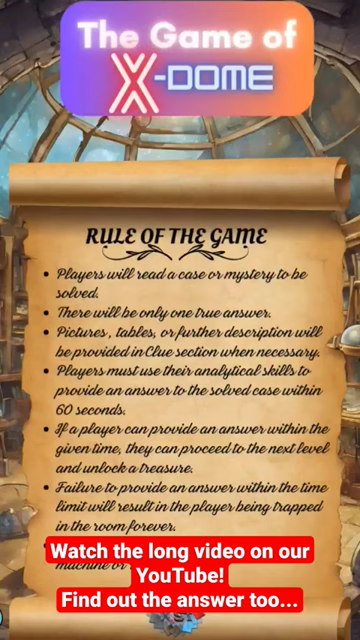 The Game of
X-DOME
RULE OF THE GAME
• Players will read a case or mystery to be
solved.
• There will be only one true answer.
• Pictures, tables, or further description will
be provided in Clue section when necessary.
• Players must use their analytical skills to
provide an answer to the solved case within
60 seconds.
• If a player can provide an answer within the
given time, they can proceed to the next level
and unlock a treasure.
• Failure to provide an answer within the time
limit will result in the player being trapped
in the room forever.
Watch the long video on our
YouTube!
machine or
Find out the answer too...